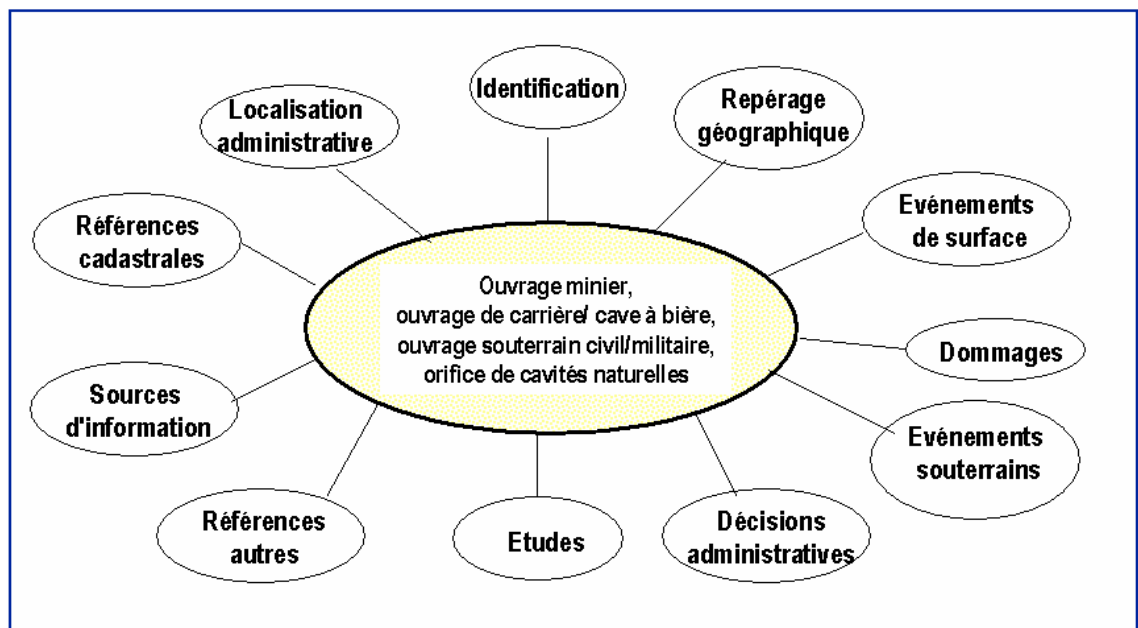 Identification
Repérage
géographique
Localisation
administrative
Evénements
de surface
Références
cadastrales
Ouvrage minier,
ouvrage de carrière/ cave à bière,
ouvrage souterrain civil/militaire,
orifice de cavités naturelles
Dommages
Sources
d'information
Evénements
souterrains
Références
autres
Etudes
Décisions
administratives